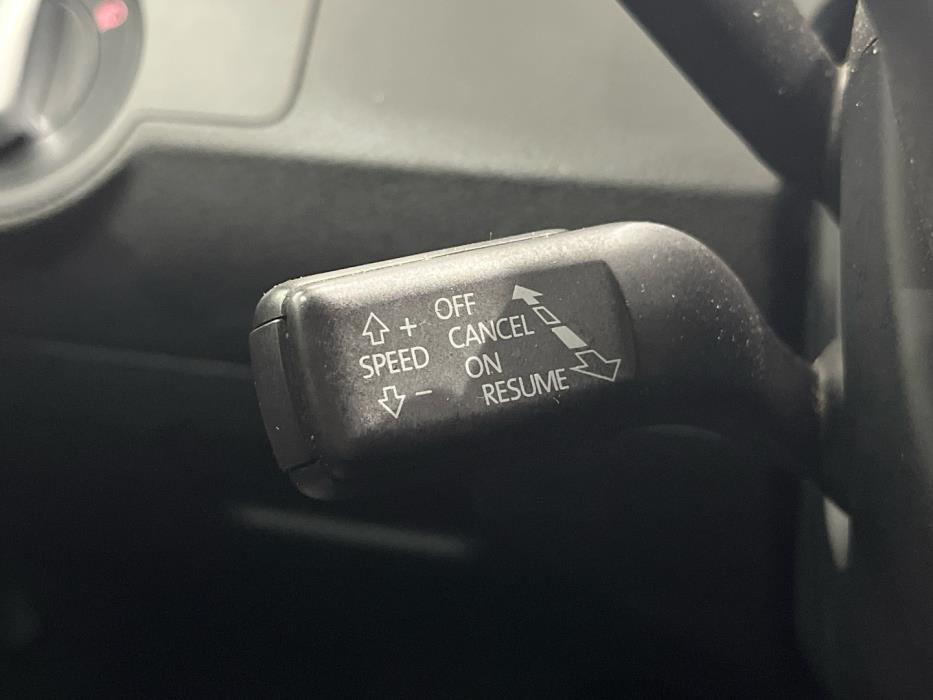 +
SPEED
–
OFF
CANCEL
ON
RESUME